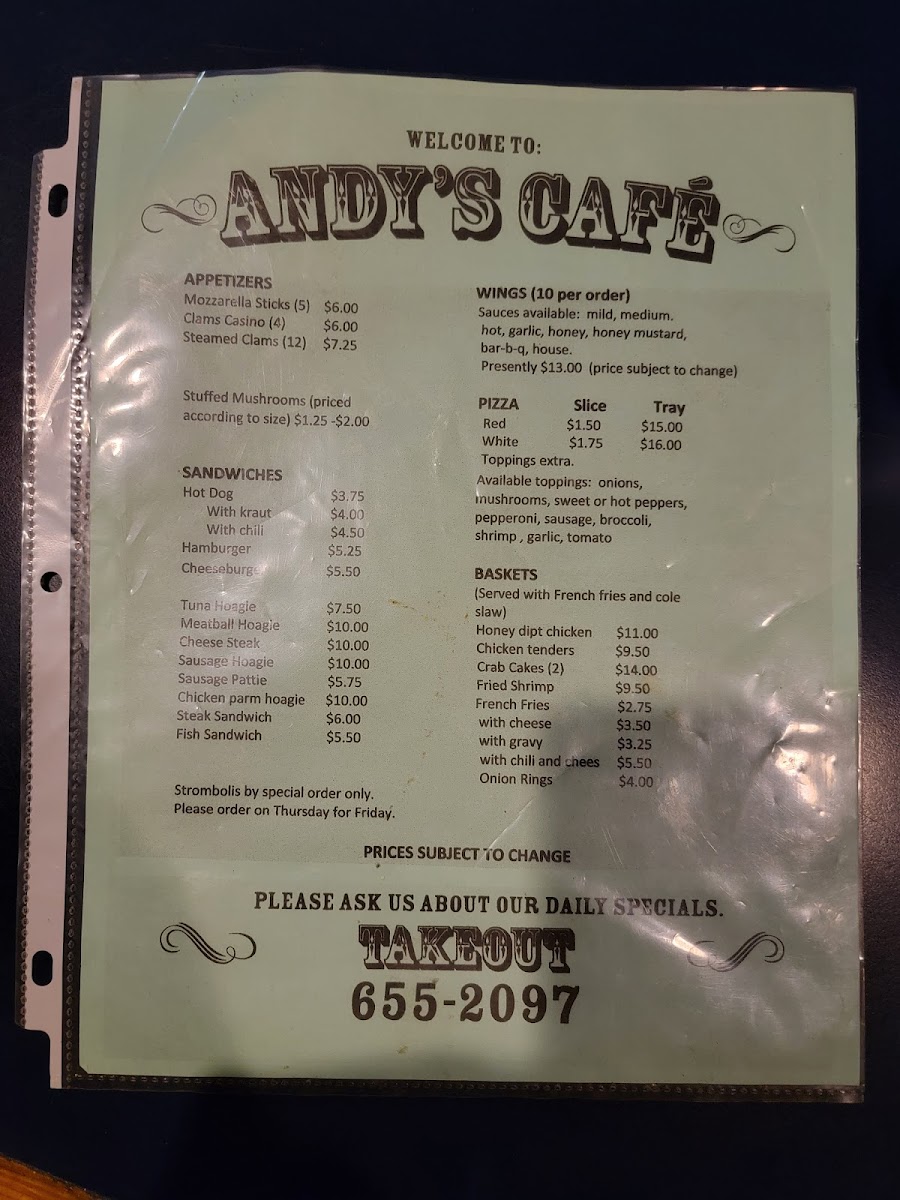 WELCOME TO:
ANDY'S CAFÉ
APPETIZERS
Mozzarella Sticks (5) $6.00
Clams Casino (4) $6.00
Steamed Clams (12) $7.25
Stuffed Mushrooms (priced
according to size) $1.25 -$2.00
SANDWICHES
Hot Dog $3.75
With kraut $4.00
With chili $4.50
Hamburger $5.25
Cheeseburge $5.50
Tuna Hoagie $7.50
Meatball Hoagie $10.00
Cheese Steak $10.00
Sausage Hoagie $10.00
Sausage Pattie $5.75
Chicken parm hoagie $10.00
Steak Sandwich $6.00
Fish Sandwich $5.50
Strombolis by special order only.
Please order on Thursday for Friday.
WINGS (10 per order)
Sauces available: mild, medium.
hot, garlic, honey, honey mustard,
bar-b-q, house.
Presently $13.00 (price subject to change)
PIZZA Slice Tray
Red $1.50 $15.00
White $1.75 $16.00
Toppings extra.
Available toppings: onions,
mushrooms, sweet or hot peppers,
pepperoni, sausage, broccoli,
shrimp , garlic, tomato
BASKETS
(Served with French fries and cole
slaw)
Honey dipt chicken $11.00
Chicken tenders $9.50
Crab Cakes (2) $14.00
Fried Shrimp $9.50
French Fries $2.75
with cheese $3.50
with gravy $3.25
with chili and chees $5.50
Onion Rings $4.00
PRICES SUBJECT TO CHANGE
PLEASE ASK US ABOUT OUR DAILY SPECIALS.
TAKEOUT
655-2097